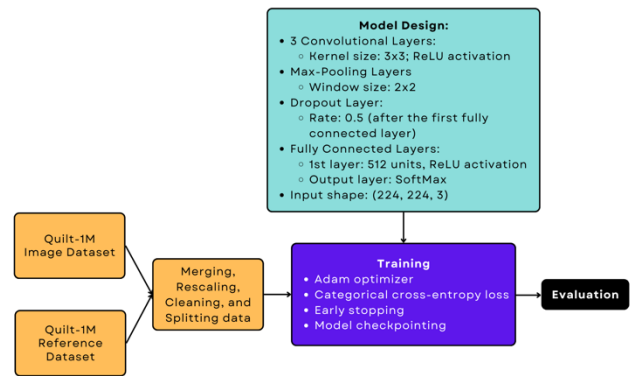 Model Design:
• 3 Convolutional Layers:
◦ Kernel size: 3x3; ReLU activation
• Max-Pooling Layers
◦ Window size: 2x2
• Dropout Layer:
◦ Rate: 0.5 (after the first fully
connected layer)
• Fully Connected Layers:
◦ 1st layer: 512 units, ReLU activation
◦ Output layer: SoftMax
• Input shape: (224, 224, 3)
Quilt-1M
Image Dataset
Quilt-1M
Reference
Dataset
Merging,
Rescaling,
Cleaning, and
Splitting data
Training
• Adam optimizer
• Categorical cross-entropy loss
• Early stopping
• Model checkpointing
Evaluation